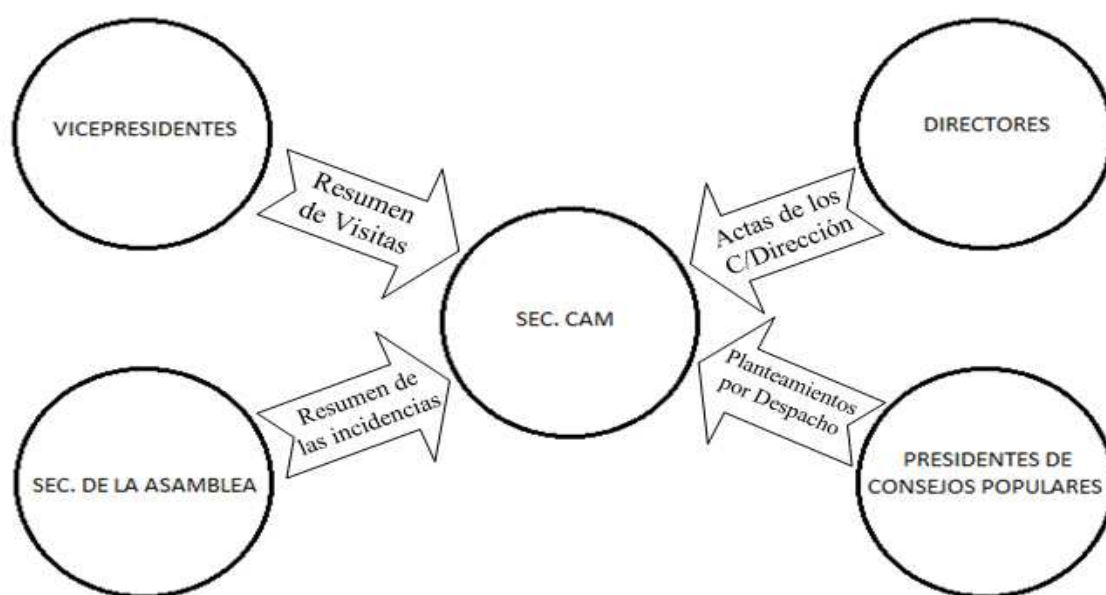 VICEPRESIDENTES
DIRECTORES
Resumen
de Visitas
Actas de los
C/Dirección
SEC. CAM
Resumen de
las incidencias
Planteamientos
por Despacho
SEC. DE LA ASAMBLEA
PRESIDENTES DE
CONSEJOS POPULARES